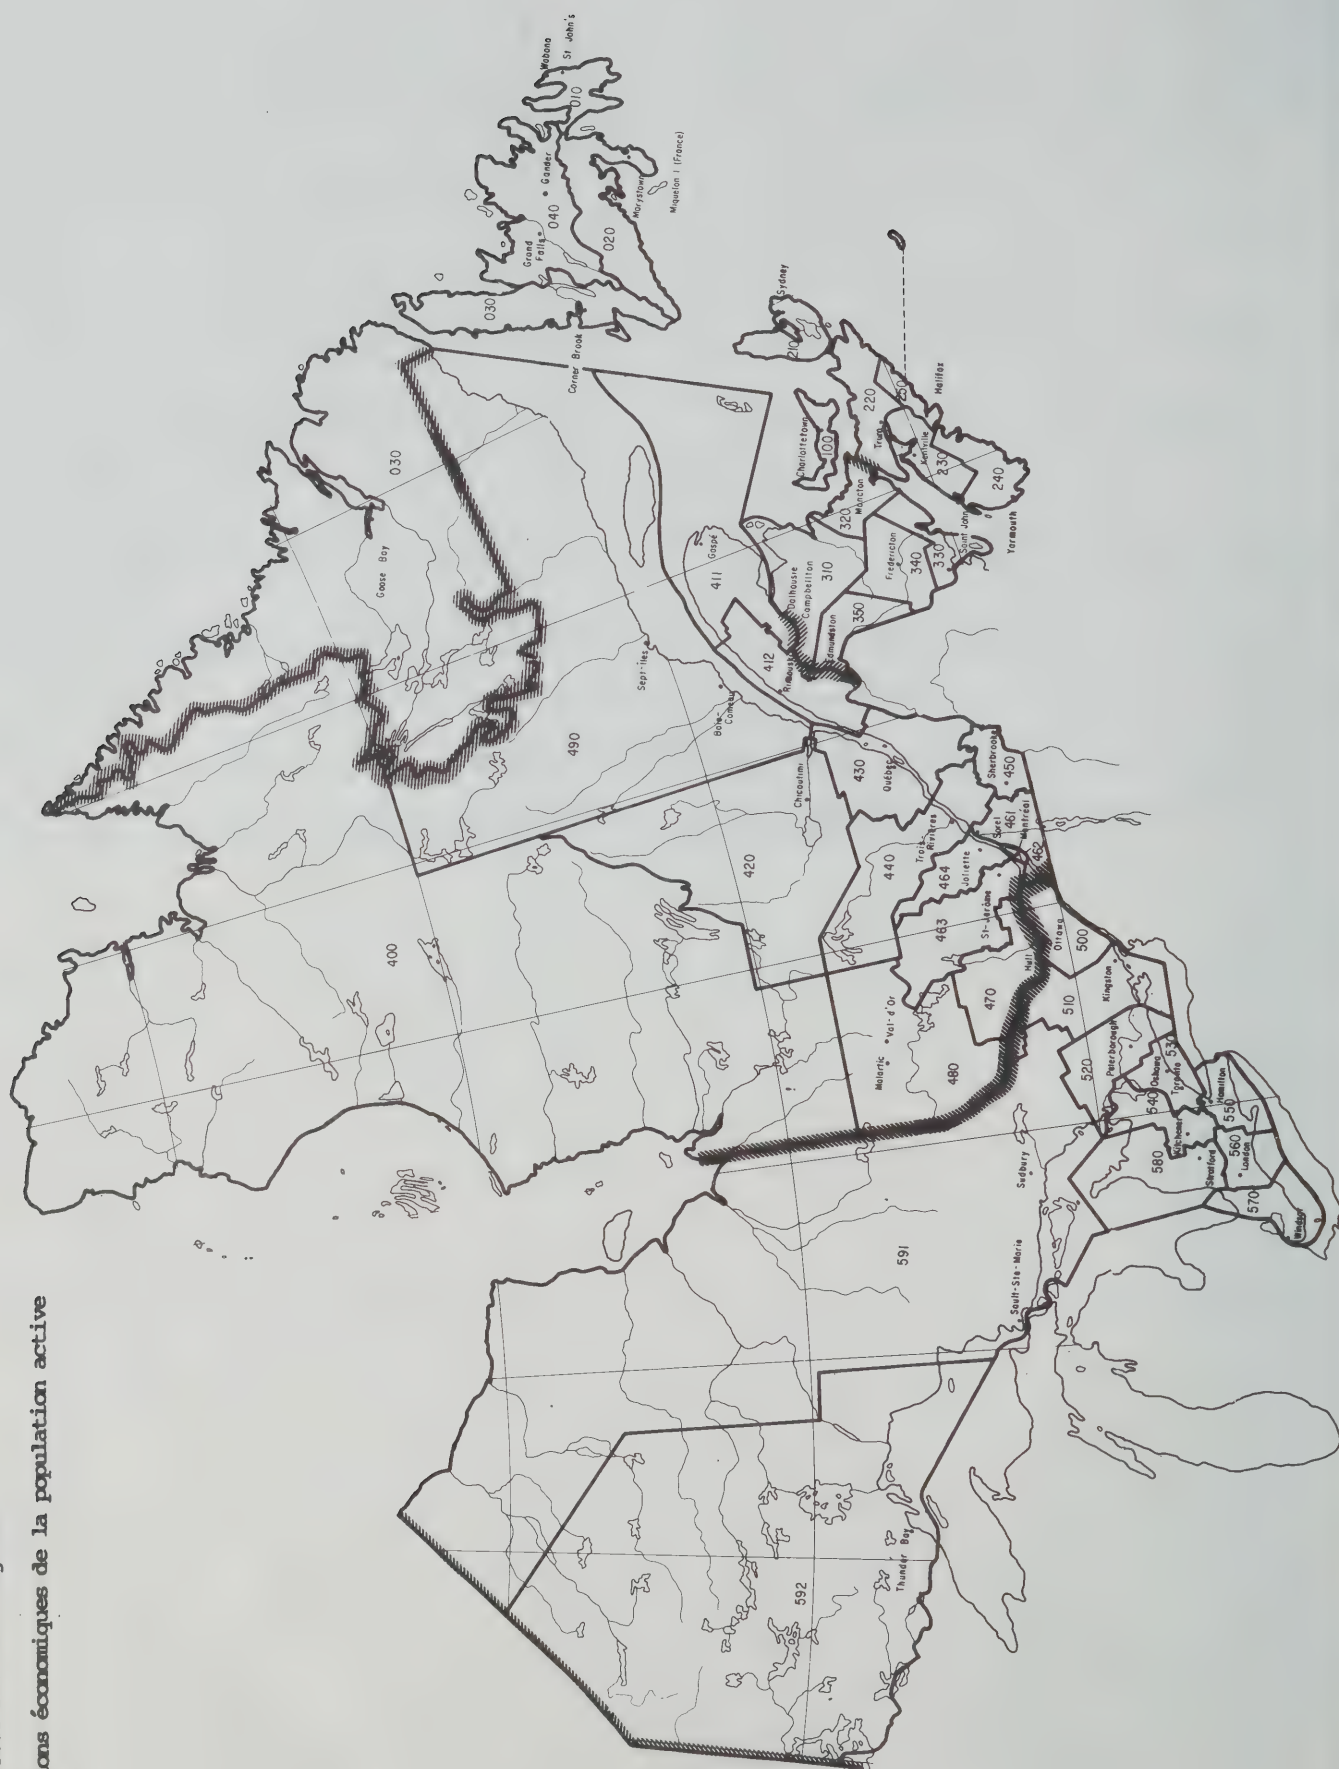 ons économiques de la population active
Wabana
St John's
010
Gander
040
Grand
Falls
020
Marystown
Miquelon I (France)
030
Corner Brook
030
Goose Bay
Sydney
210
220
250
Halifax
Truro
Kentville
230
240
Yarmouth
Charlottetown
100
Moncton
320
Saint John
330
Fredericton
340
310
Dalhousie
Campbellton
350
Edmundston
Gaspé
411
412
Rimouski
Sept-Iles
Baie-
Comeau
490
400
420
Chicoutimi
430
Québec
440
Trois-
Rivières
Sherbrooke
450
Sorel
461
Montréal
462
Joliette
464
St-Jérôme
463
Hull
Ottawa
470
480
Val-d'Or
Malartic
500
510
Kingston
520
Peterborough
530
Oshawa
Toronto
540
Hamilton
550
Kitchener
Stratford
560
London
570
Windsor
580
Sudbury
Sault-Ste-Marie
591
592
Thunder Bay